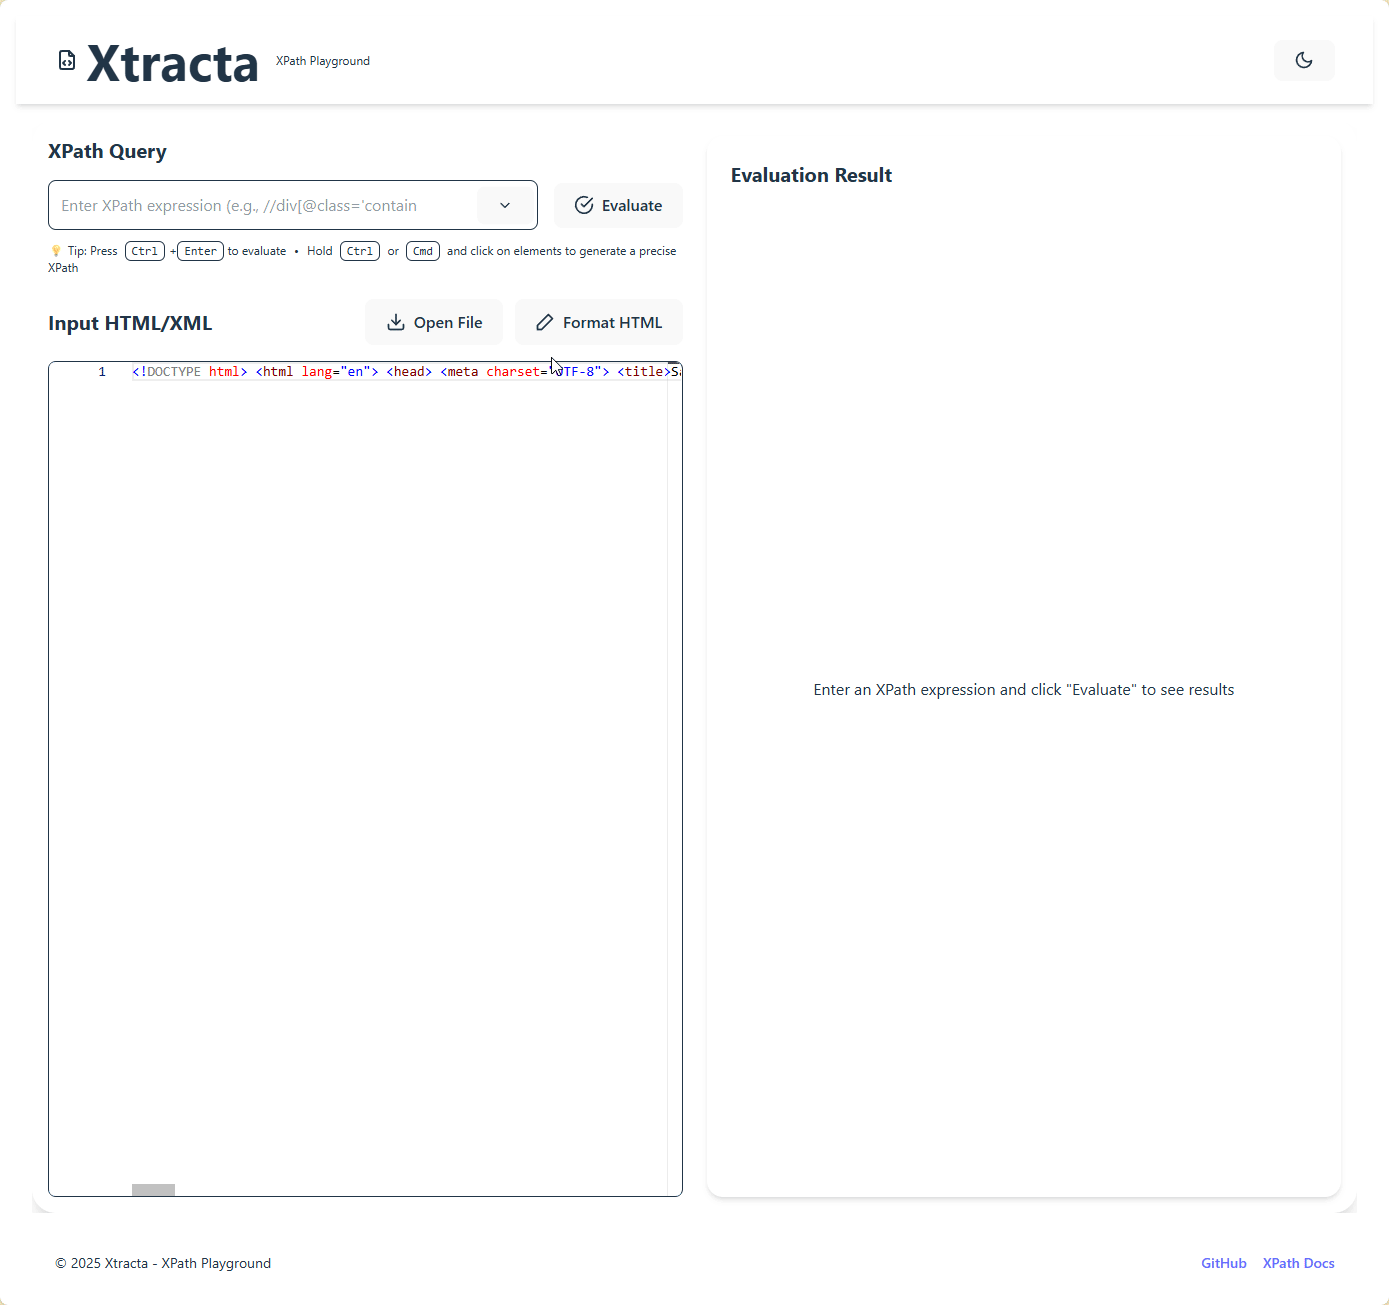 Xtracta
XPath Playground
XPath Query
Enter XPath expression (e.g., //div[@class='contain
Evaluate
💡 Tip: Press Ctrl + Enter to evaluate • Hold Ctrl or Cmd and click on elements to generate a precise
XPath
Input HTML/XML
Open File
Format HTML
1 <!DOCTYPE html> <html lang="en"> <head> <meta charset="UTF-8"> <title>Sa
Evaluation Result
Enter an XPath expression and click "Evaluate" to see results
© 2025 Xtracta - XPath Playground
GitHub
XPath Docs